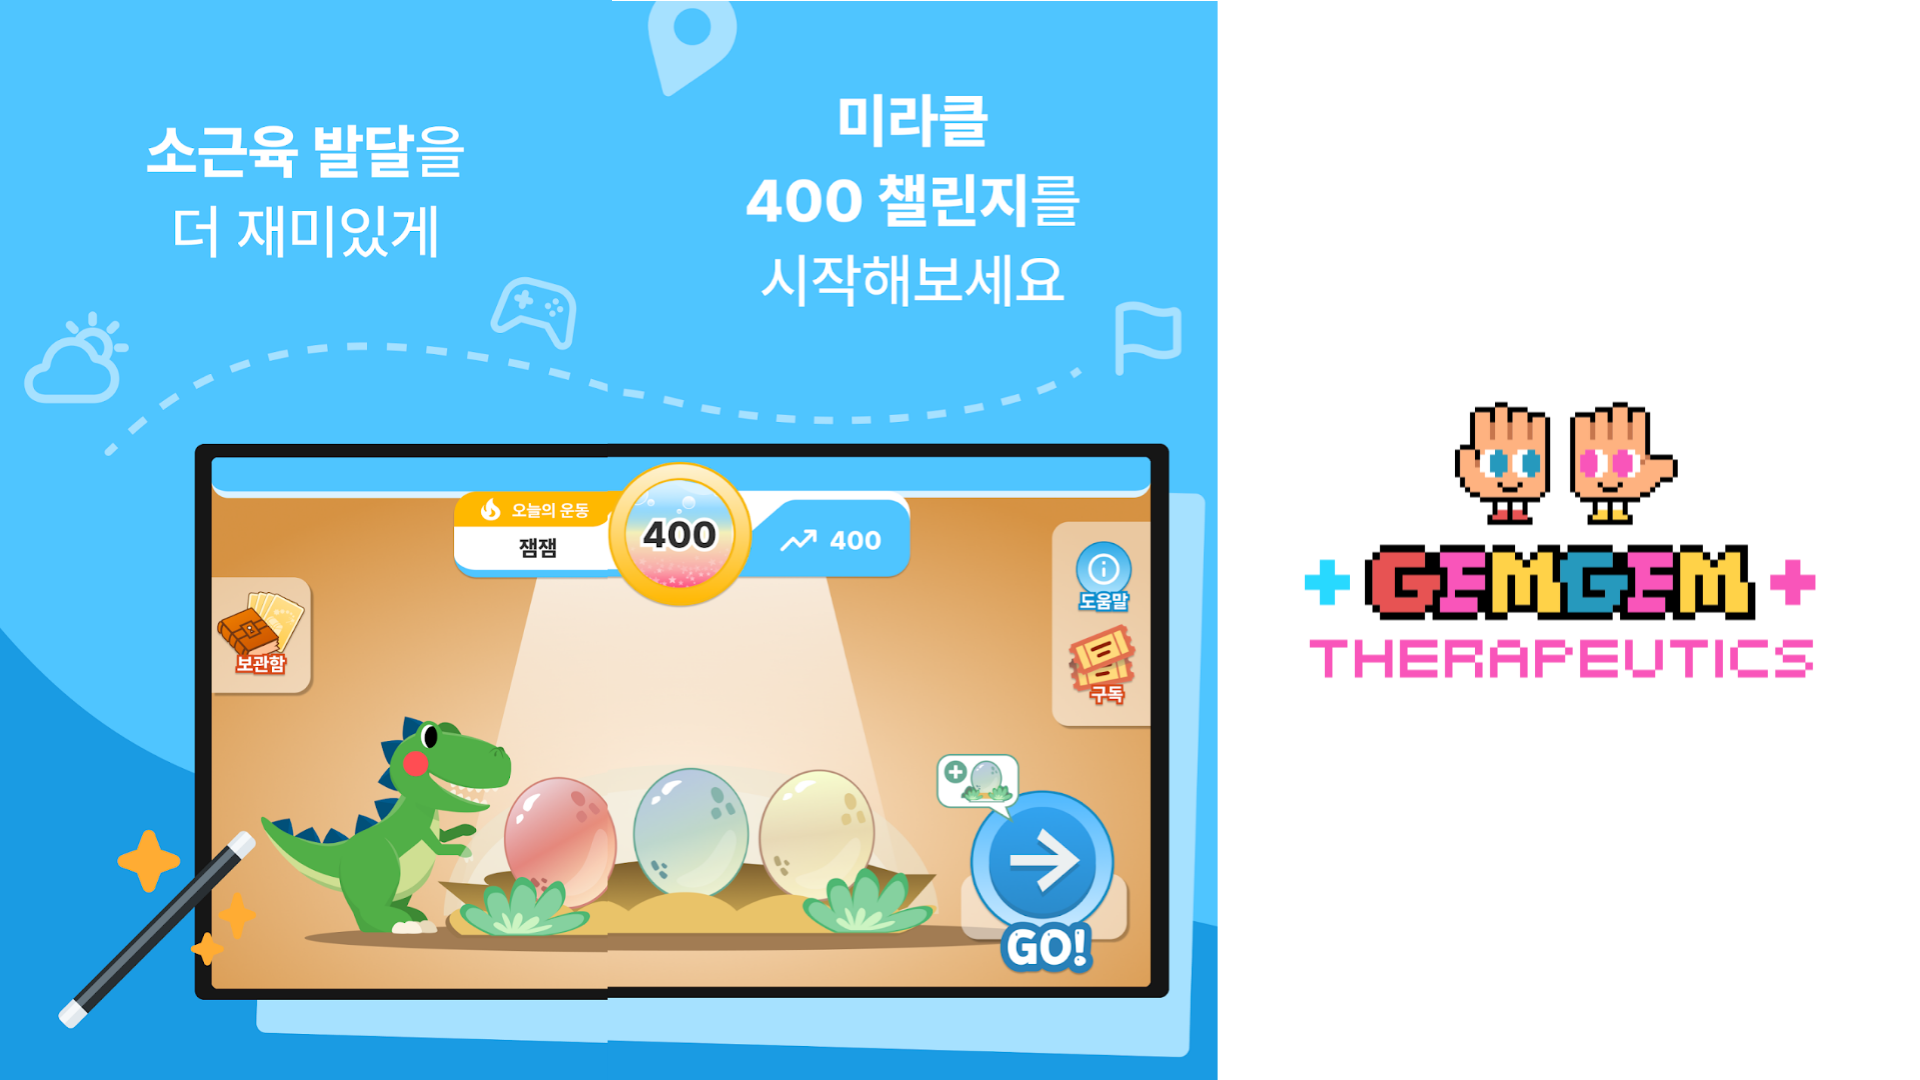 소근육 발달을
더 재미있게
미라클
400 챌린지를
시작해보세요
오늘의 운동
잼잼
400
400
보관함
도움말
구독
GO!
GEMGEM
THERAPEUTICS